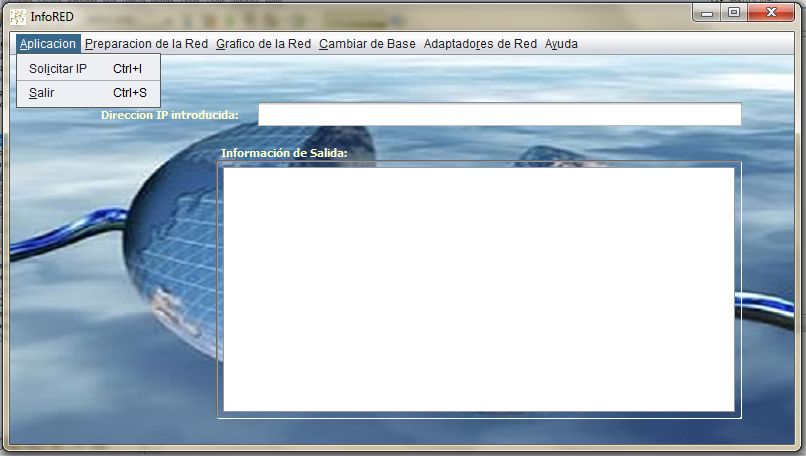 InfoRED
Aplicacion Preparacion de la Red Grafico de la Red Cambiar de Base Adaptadores de Red Ayuda
Solicitar IP Ctrl+I
Salir Ctrl+S
Direccion IP introducida:
Información de Salida: